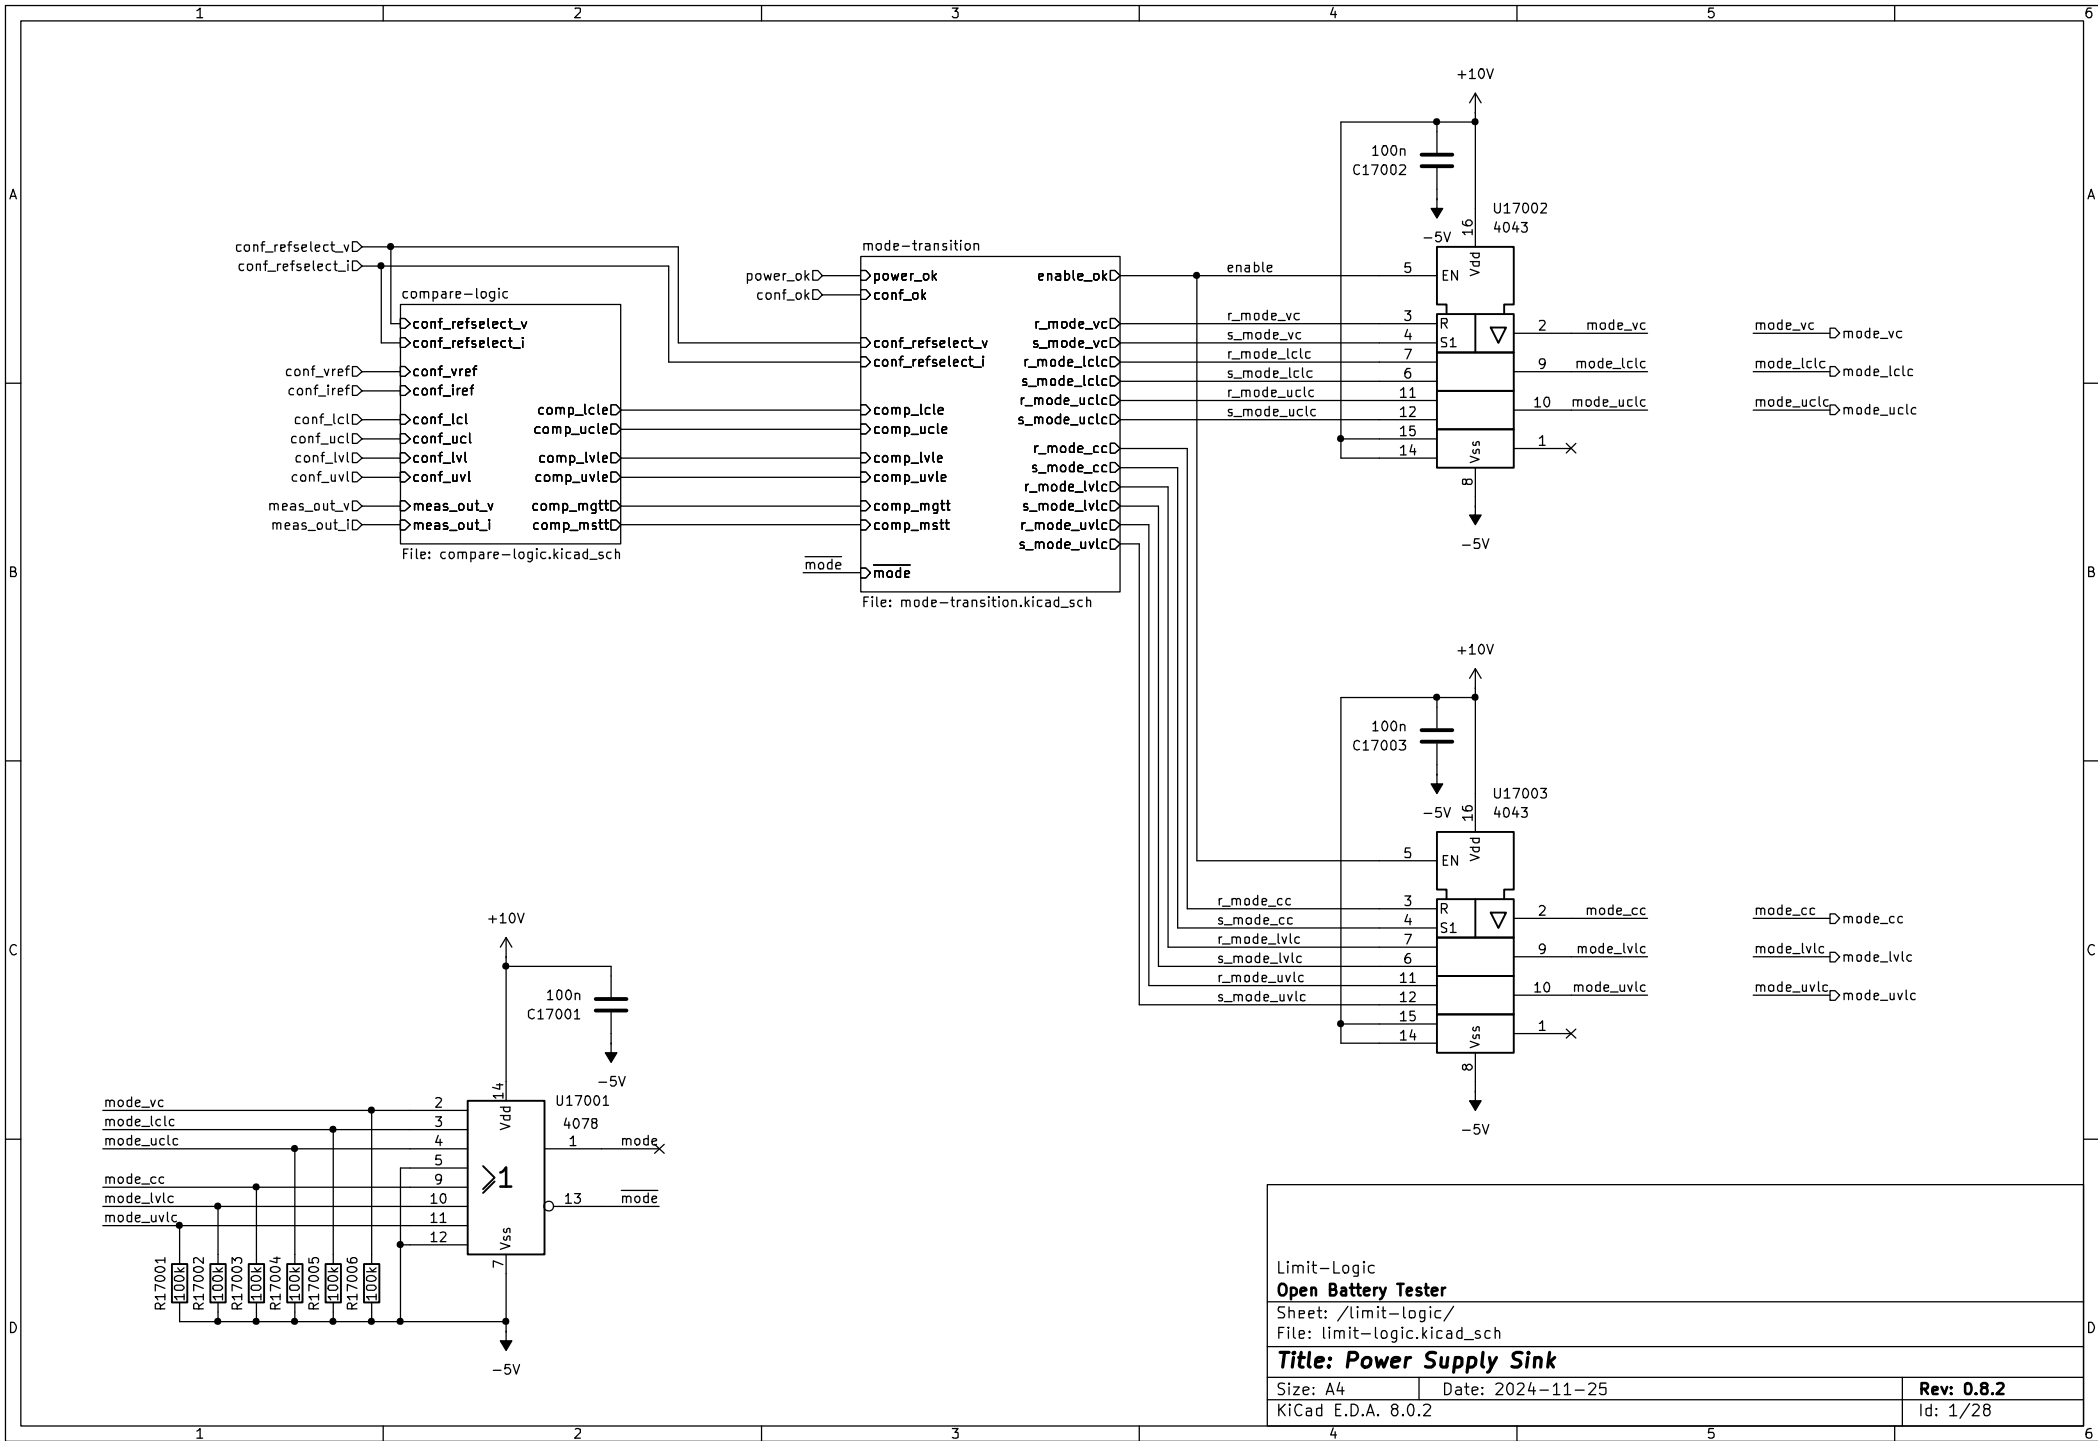 1 2 3 4 5 6
A
B
C
D
conf_refselect_v
conf_refselect_i
compare-logic
conf_refselect_v
conf_refselect_i
conf_vref
conf_vref
conf_iref
conf_iref
conf_lcl
conf_lcl
conf_ucl
conf_ucl
conf_lvl
conf_lvl
conf_uvl
conf_uvl
meas_out_v
meas_out_v
meas_out_i
meas_out_i
comp_lcle
comp_ucle
comp_lvle
comp_uvle
comp_mgtt
comp_mstt
File: compare-logic.kicad_sch
mode-transition
power_ok
power_ok
conf_ok
conf_ok
conf_refselect_v
conf_refselect_i
comp_lcle
comp_ucle
comp_lvle
comp_uvle
comp_mgtt
comp_mstt
mode
mode
enable_ok
r_mode_vc
s_mode_vc
r_mode_lclc
s_mode_lclc
r_mode_uclc
s_mode_uclc
r_mode_cc
s_mode_cc
r_mode_lvlc
s_mode_lvlc
r_mode_uvlc
s_mode_uvlc
File: mode-transition.kicad_sch
+10V
100n
C17002
-5V
U17002
4043
16
Vdd
enable 5 EN
r_mode_vc 3 R
s_mode_vc 4 S1
r_mode_lclc 7
s_mode_lclc 6
r_mode_uclc 11
s_mode_uclc 12
15
14
Vss
8
-5V
2 mode_vc
9 mode_lclc
10 mode_uclc
1
mode_vc mode_vc
mode_lclc mode_lclc
mode_uclc mode_uclc
+10V
100n
C17003
-5V
U17003
4043
16
Vdd
5 EN
r_mode_cc 3 R
s_mode_cc 4 S1
r_mode_lvlc 7
s_mode_lvlc 6
r_mode_uvlc 11
s_mode_uvlc 12
15
14
Vss
8
-5V
2 mode_cc
9 mode_lvlc
10 mode_uvlc
1
mode_cc mode_cc
mode_lvlc mode_lvlc
mode_uvlc mode_uvlc
+10V
100n
C17001
-5V
U17001
4078
14
Vdd
mode_vc 2
mode_lclc 3
mode_uclc 4
5
mode_cc 9
mode_lvlc 10
mode_uvlc 11
12
≥1
1 mode
13 mode
Vss
7
-5V
R17001 100k
R17002 100k
R17003 100k
R17004 100k
R17005 100k
R17006 100k
Limit-Logic
Open Battery Tester
Sheet: /limit-logic/
File: limit-logic.kicad_sch
Title: Power Supply Sink
Size: A4 Date: 2024-11-25 Rev: 0.8.2
KiCad E.D.A. 8.0.2 Id: 1/28
A
B
C
D
1 2 3 4 5 6